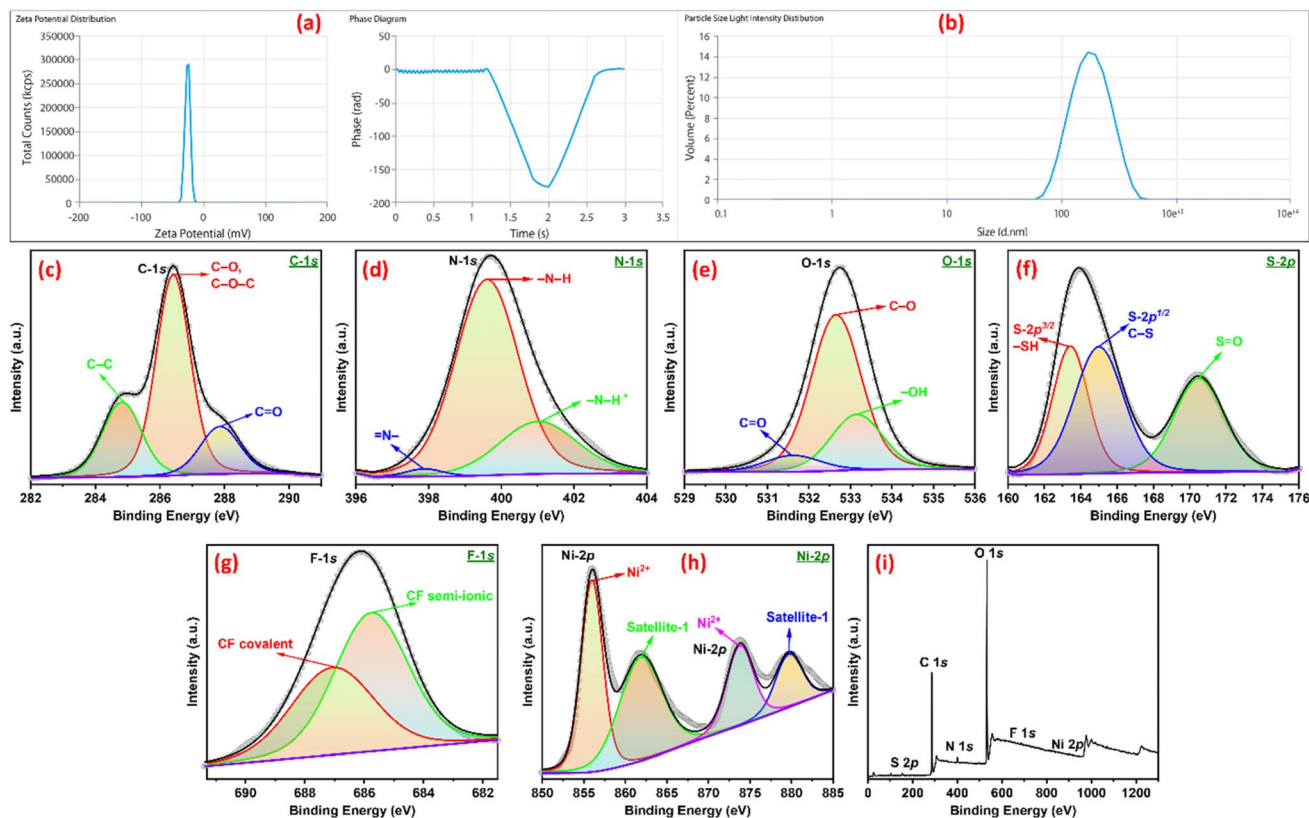 Zeta Potential Distribution
(a)
Phase Diagram
Particle Size Light Intensity Distibution
(b)
Total Counts (kcps)
350000
300000
250000
200000
150000
100000
50000
0
-200
-100
0
100
200
Zeta Potential (mV)
Phase (rad)
50
0
-50
-100
-150
-200
0
0.5
1
1.5
2
2.5
3
3.5
Time (s)
Volume (Percent)
16
14
12
10
8
6
4
2
0
0.1
1
10
100
Size (d.nm)
(c)
C-1s
C–O,
C–O–C
C-1s
C–C
C=O
Intensity (a.u.)
282 284 286 288 290
Binding Energy (eV)
(d)
N-1s
N-1s
–N–H
–N–H⁺
=N–
Intensity (a.u.)
396 398 400 402 404
Binding Energy (eV)
(e)
O-1s
O-1s
C–O
–OH
C=O
Intensity (a.u.)
529 530 531 532 533 534 535 536
Binding Energy (eV)
(f)
S-2p
S-2p³ᐟ²
–SH
S-2p¹ᐟ²
C–S
S=O
Intensity (a.u.)
160 162 164 166 168 170 172 174 176
Binding Energy (eV)
(g)
F-1s
F-1s
CF semi-ionic
CF covalent
Intensity (a.u.)
690 688 686 684 682
Binding Energy (eV)
Ni-2p
(h)
Ni-2p
Ni²⁺
Satellite-1
Ni²⁺
Ni-2p
Satellite-1
Intensity (a.u.)
850 855 860 865 870 875 880 885
Binding Energy (eV)
O 1s
(i)
C 1s
F 1s
Ni 2p
N 1s
S 2p
Intensity (a.u.)
0 200 400 600 800 1000 1200
Binding Energy (eV)